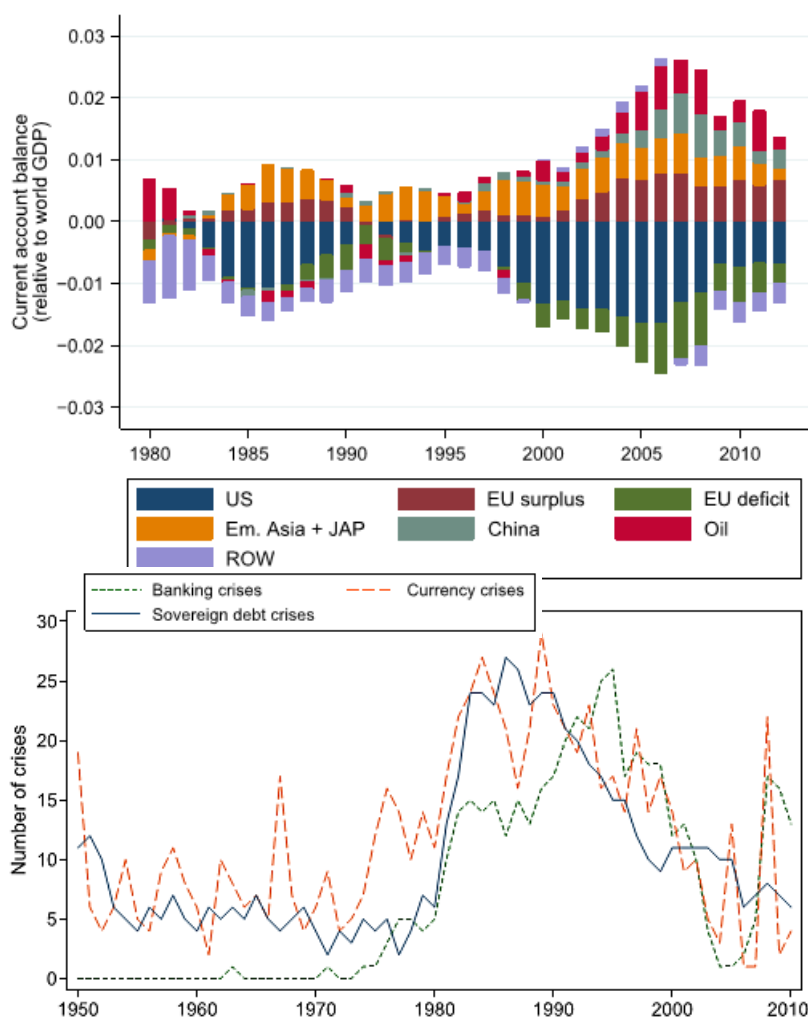 Current account balance
(relative to world GDP)
0.03
0.02
0.01
0.00
−0.01
−0.02
−0.03
1980 1985 1990 1995 2000 2005 2010
US EU surplus EU deficit
Em. Asia + JAP China Oil
ROW
Banking crises Currency crises
Sovereign debt crises
Number of crises
30
25
20
15
10
5
0
1950 1960 1970 1980 1990 2000 2010